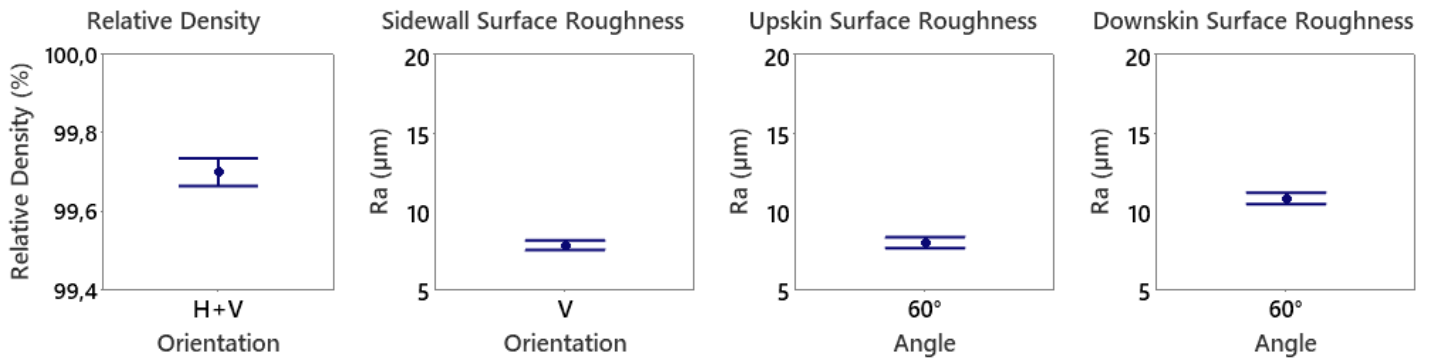 Relative Density
Relative Density (%)
100,0
99,8
99,6
99,4
H+V
Orientation
Sidewall Surface Roughness
Ra (µm)
20
15
10
5
V
Orientation
Upskin Surface Roughness
Ra (µm)
20
15
10
5
60°
Angle
Downskin Surface Roughness
Ra (µm)
20
15
10
5
60°
Angle